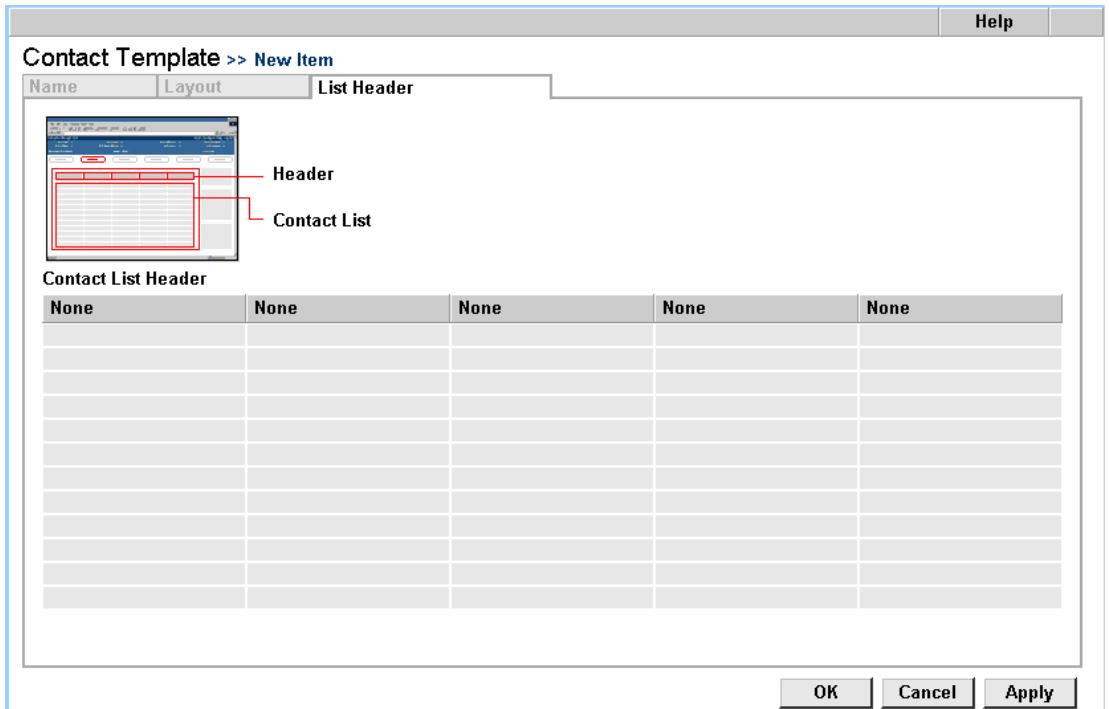 Help
Contact Template >> New Item
Name Layout List Header
Header
Contact List
Contact List Header
None None None None None
OK Cancel Apply